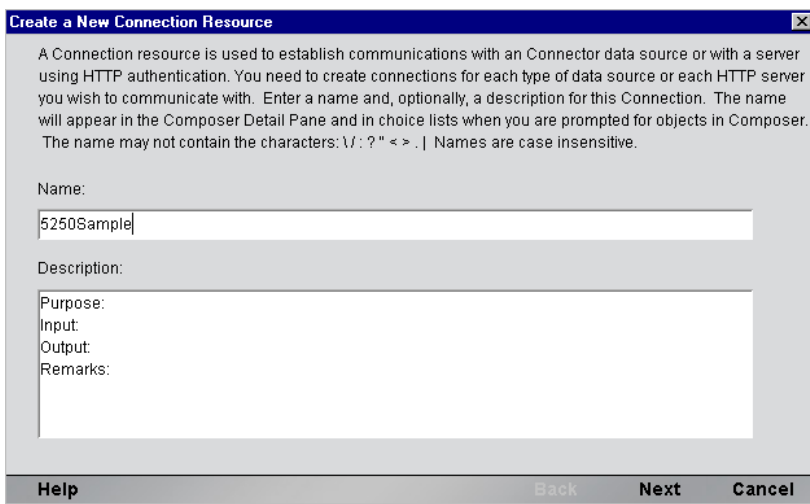 Create a New Connection Resource
A Connection resource is used to establish communications with an Connector data source or with a server
using HTTP authentication. You need to create connections for each type of data source or each HTTP server
you wish to communicate with.  Enter a name and, optionally, a description for this Connection.  The name
will appear in the Composer Detail Pane and in choice lists when you are prompted for objects in Composer.
The name may not contain the characters: \ / : ? " < > . |  Names are case insensitive.
Name:
5250Sample
Description:
Purpose:
Input:
Output:
Remarks:
Help Back Next Cancel